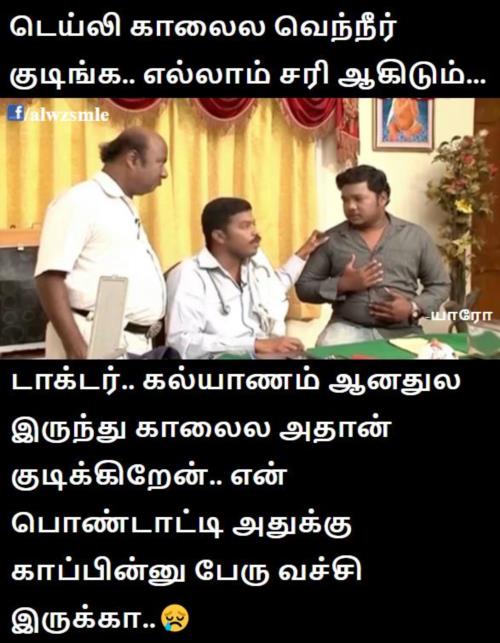 டெய்லி காலைல வெந்நீர்
குடிங்க.. எல்லாம் சரி ஆகிடும்...
f/alwzsmle
-யாரோ
டாக்டர்.. கல்யாணம் ஆனதுல
இருந்து காலைல அதான்
குடிக்கிறேன்.. என்
பொண்டாட்டி அதுக்கு
காப்பின்னு பேரு வச்சி
இருக்கா.. 😢